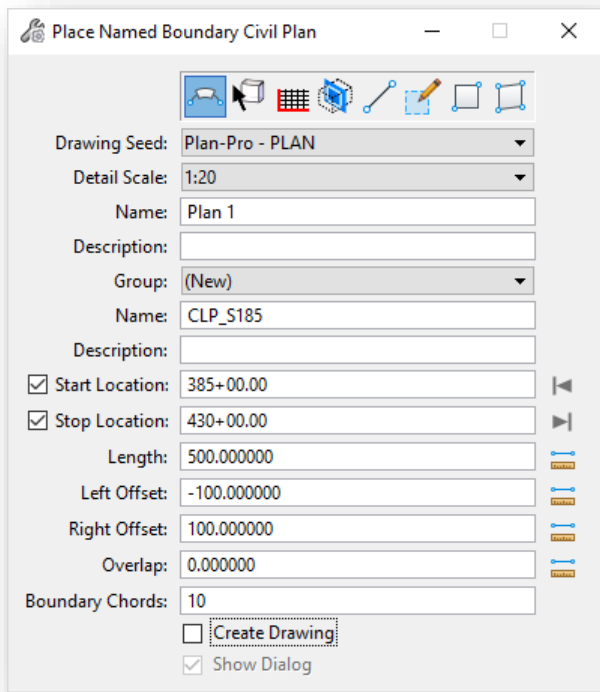 Place Named Boundary Civil Plan
Drawing Seed: Plan-Pro - PLAN
Detail Scale: 1:20
Name: Plan 1
Description:
Group: (New)
Name: CLP_S185
Description:
Start Location: 385+00.00
Stop Location: 430+00.00
Length: 500.000000
Left Offset: -100.000000
Right Offset: 100.000000
Overlap: 0.000000
Boundary Chords: 10
Create Drawing
Show Dialog